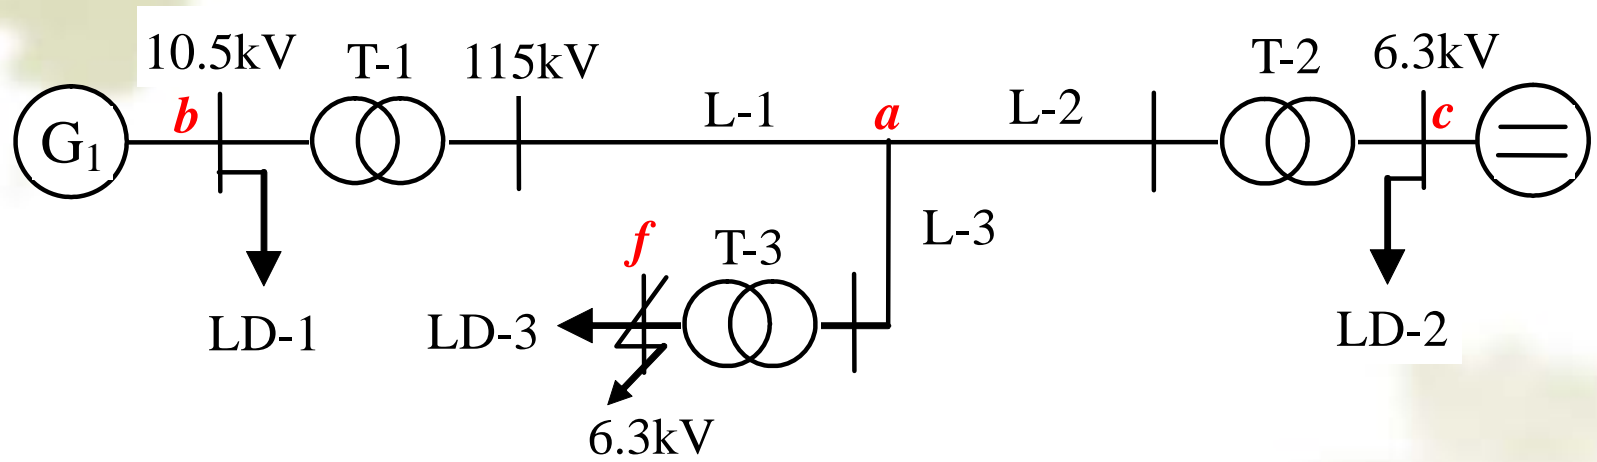 10.5kV
T-1
115kV
T-2
6.3kV
G1
b
L-1
a
L-2
c
f
T-3
L-3
LD-1
LD-3
LD-2
6.3kV